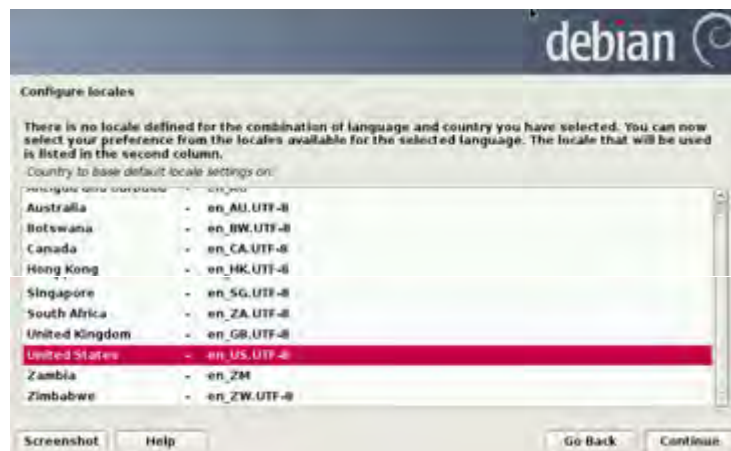 debian
Configure locales
There is no locale defined for the combination of language and country you have selected. You can now
select your preference from the locales available for the selected language. The locale that will be used
is listed in the second column.
Country to base default locale settings on:
Antigua and Barbuda - en_AG
Australia - en_AU.UTF-8
Botswana - en_BW.UTF-8
Canada - en_CA.UTF-8
Hong Kong - en_HK.UTF-8
Singapore - en_SG.UTF-8
South Africa - en_ZA.UTF-8
United Kingdom - en_GB.UTF-8
United States - en_US.UTF-8
Zambia - en_ZM
Zimbabwe - en_ZW.UTF-8
Screenshot Help Go Back Continue